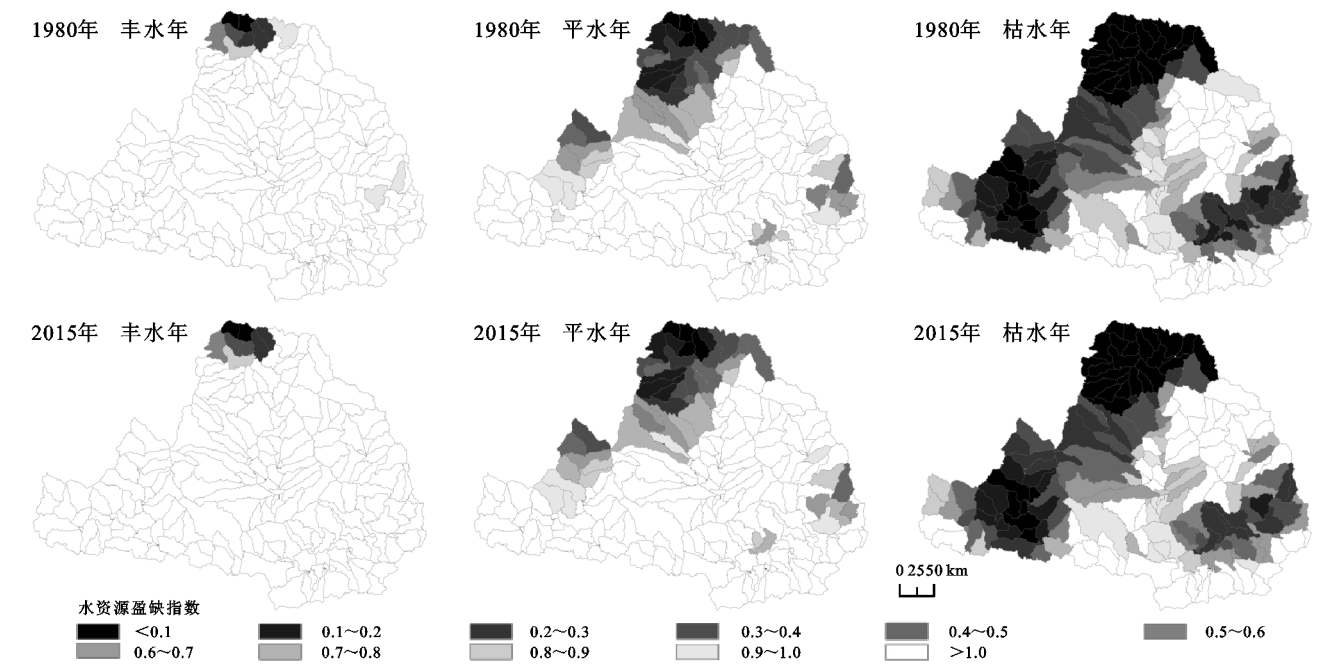 1980年 丰水年
1980年 平水年
1980年 枯水年
2015年 丰水年
2015年 平水年
2015年 枯水年
0 2550 km
水资源盈缺指数
<0.1
0.1～0.2
0.2～0.3
0.3～0.4
0.4～0.5
0.5～0.6
0.6～0.7
0.7～0.8
0.8～0.9
0.9～1.0
>1.0